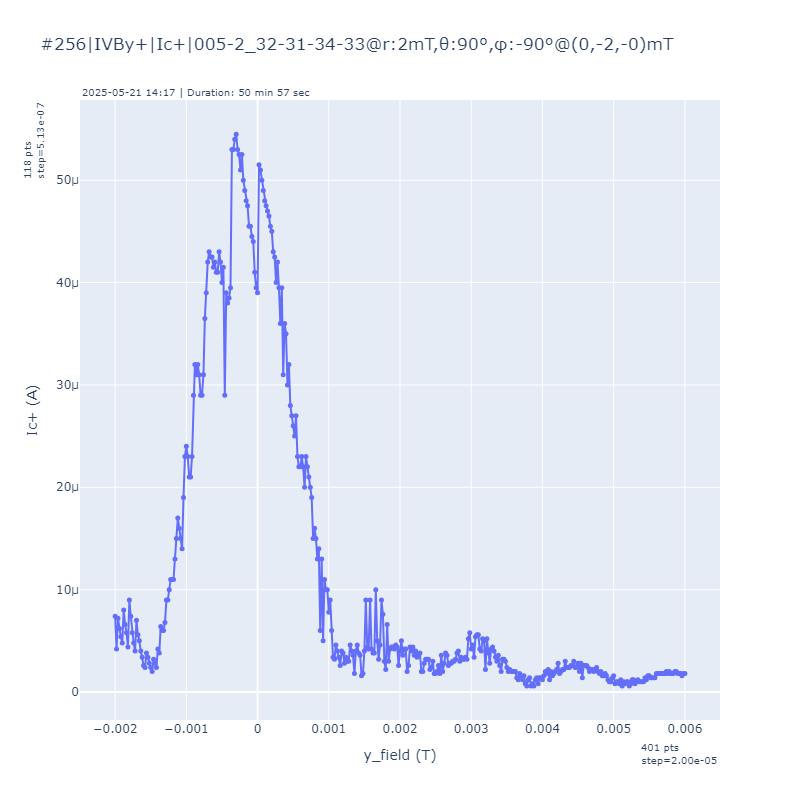 #256|IVBy+|Ic+|005-2_32-31-34-33@r:2mT,θ:90º,φ:-90º@(0,-2,-0)mT
2025-05-21 14:17 | Duration: 50 min 57 sec
118 pts
step=5.13e-07
50μ
40μ
30μ
20μ
10μ
0
Ic+ (A)
−0.002
−0.001
0
0.001
0.002
0.003
0.004
0.005
0.006
y_field (T)
401 pts
step=2.00e-05